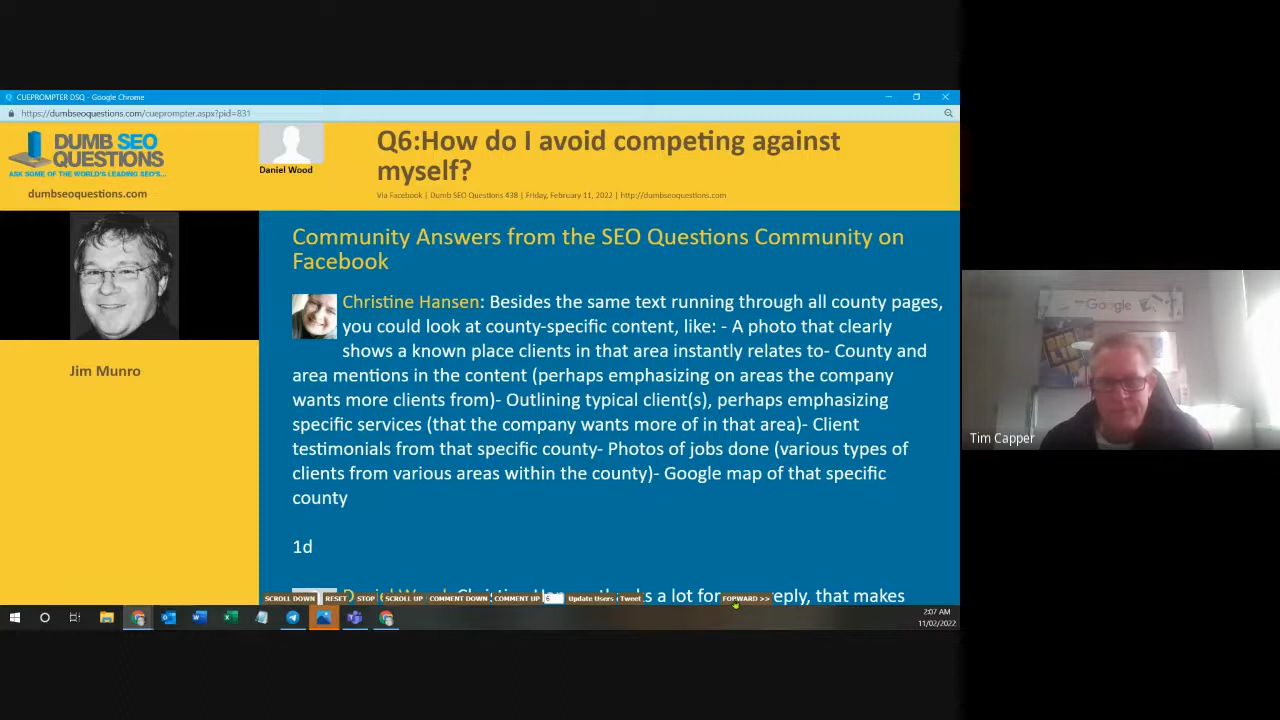 CUEPROMPTER DSQ - Google Chrome
https://dumbseoquestions.com/cueprompter.aspx?pid=831
DUMB SEO
QUESTIONS
ASK SOME OF THE WORLD'S LEADING SEO'S...
dumbseoquestions.com
Daniel Wood
Q6:How do I avoid competing against
myself?
Via Facebook | Dumb SEO Questions 438 | Friday, February 11, 2022 | http://dumbseoquestions.com
Jim Munro
Community Answers from the SEO Questions Community on
Facebook
Christine Hansen: Besides the same text running through all county pages,
you could look at county-specific content, like: - A photo that clearly
shows a known place clients in that area instantly relates to- County and
area mentions in the content (perhaps emphasizing on areas the company
wants more clients from)- Outlining typical client(s), perhaps emphasizing
specific services (that the company wants more of in that area)- Client
testimonials from that specific county- Photos of jobs done (various types of
clients from various areas within the county)- Google map of that specific
county
1d
s a lot for eply, that makes
SCROLL DOWN RESET STOP SCROLL UP COMMENT DOWN COMMENT UP 6 Update Users Tweet FOPWARD >>
2:07 AM
11/02/2022
Google
Tim Capper